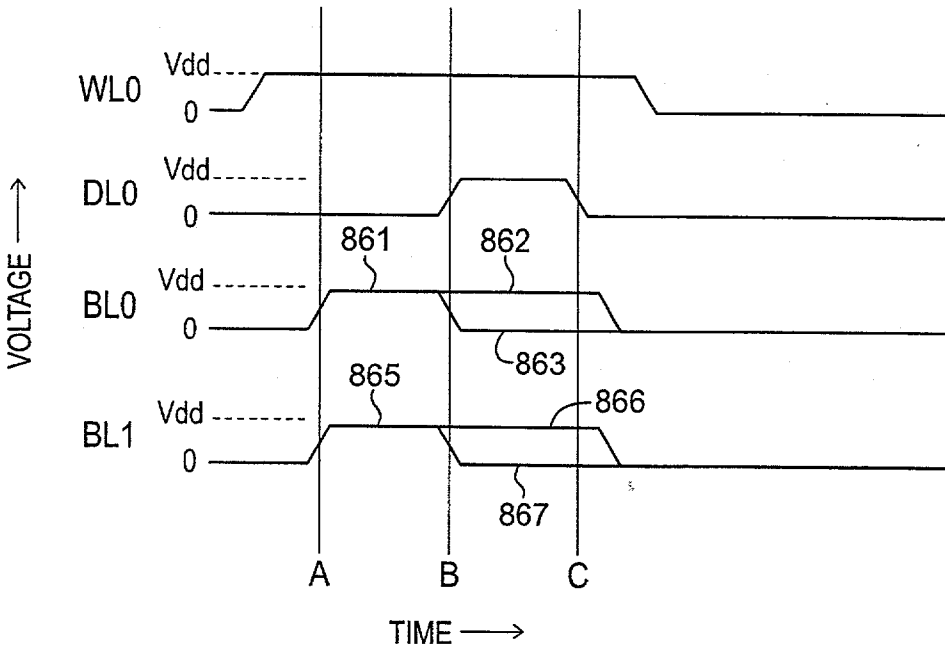 Vdd
WL0
0
Vdd
DL0
0
861
862
Vdd
BL0
0
863
865
866
Vdd
BL1
0
867
A
B
C
VOLTAGE
TIME